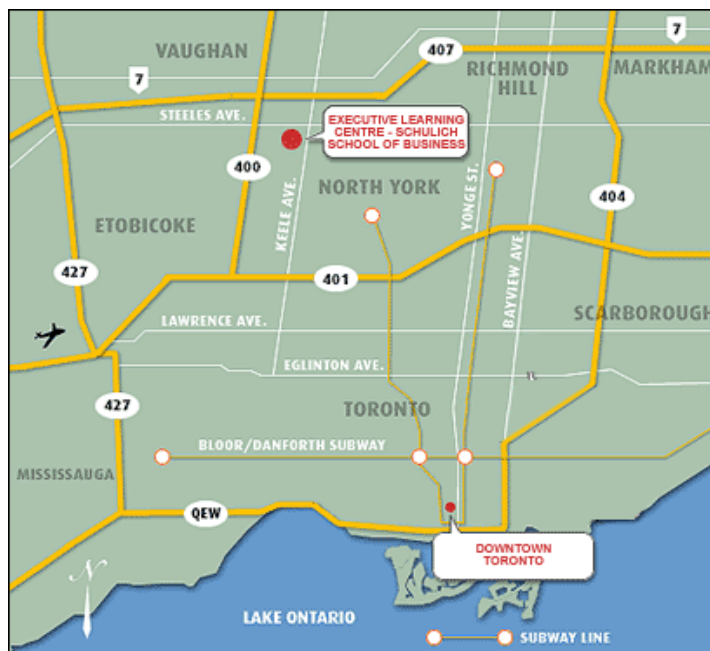 VAUGHAN
407
7
7
RICHMOND
HILL
MARKHAM
STEELES AVE.
EXECUTIVE LEARNING
CENTRE - SCHULICH
SCHOOL OF BUSINESS
400
NORTH YORK
404
ETOBICOKE
KEELE AVE.
YONGE ST.
BAYVIEW AVE.
427
401
SCARBOROUGH
LAWRENCE AVE.
EGLINTON AVE.
427
TORONTO
BLOOR/DANFORTH SUBWAY
MISSISSAUGA
QEW
DOWNTOWN
TORONTO
N
LAKE ONTARIO
SUBWAY LINE